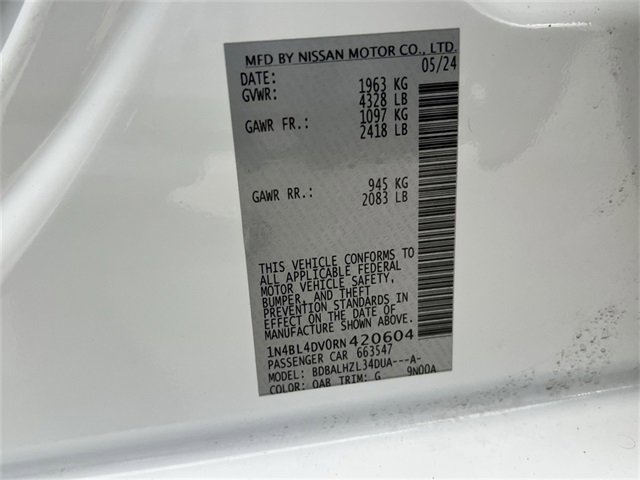 MFD BY NISSAN MOTOR CO., LTD.
DATE: 05/24
GVWR: 1963 KG
4328 LB
GAWR FR.: 1097 KG
2418 LB
GAWR RR.: 945 KG
2083 LB
THIS VEHICLE CONFORMS TO
ALL APPLICABLE FEDERAL
MOTOR VEHICLE SAFETY,
BUMPER, AND THEFT
PREVENTION STANDARDS IN
EFFECT ON THE DATE OF
MANUFACTURE SHOWN ABOVE.
1N4BL4DV0RN420604
PASSENGER CAR 663547
MODEL: BDBALHZL34DUA---A-
COLOR: QAB TRIM: G 9N00A